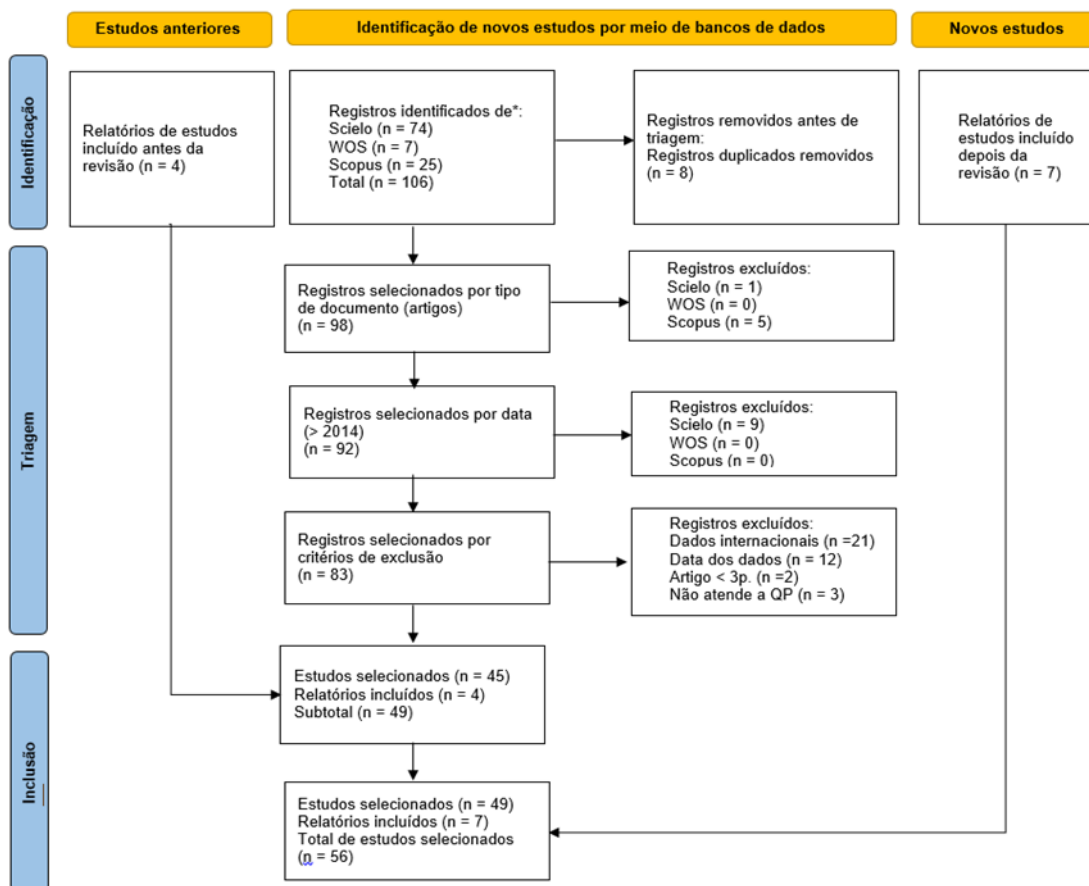 Estudos anteriores
Identificação de novos estudos por meio de bancos de dados
Novos estudos
Identificação
Relatórios de estudos
incluído antes da
revisão (n = 4)
Registros identificados de*:
Scielo (n = 74)
WOS (n = 7)
Scopus (n = 25)
Total (n = 106)
Registros removidos antes de
triagem:
Registros duplicados removidos
(n = 8)
Relatórios de
estudos incluído
depois da
revisão (n = 7)
Triagem
Registros selecionados por tipo
de documento (artigos)
(n = 98)
Registros excluídos:
Scielo (n = 1)
WOS (n = 0)
Scopus (n = 5)
Registros selecionados por data
(> 2014)
(n = 92)
Registros excluídos:
Scielo (n = 9)
WOS (n = 0)
Scopus (n = 0)
Registros selecionados por
critérios de exclusão
(n = 83)
Registros excluídos:
Dados internacionais (n =21)
Data dos dados (n = 12)
Artigo < 3p. (n =2)
Não atende a QP (n = 3)
Inclusão
Estudos selecionados (n = 45)
Relatórios incluídos (n = 4)
Subtotal (n = 49)
Estudos selecionados (n = 49)
Relatórios incluídos (n = 7)
Total de estudos selecionados
(n = 56)